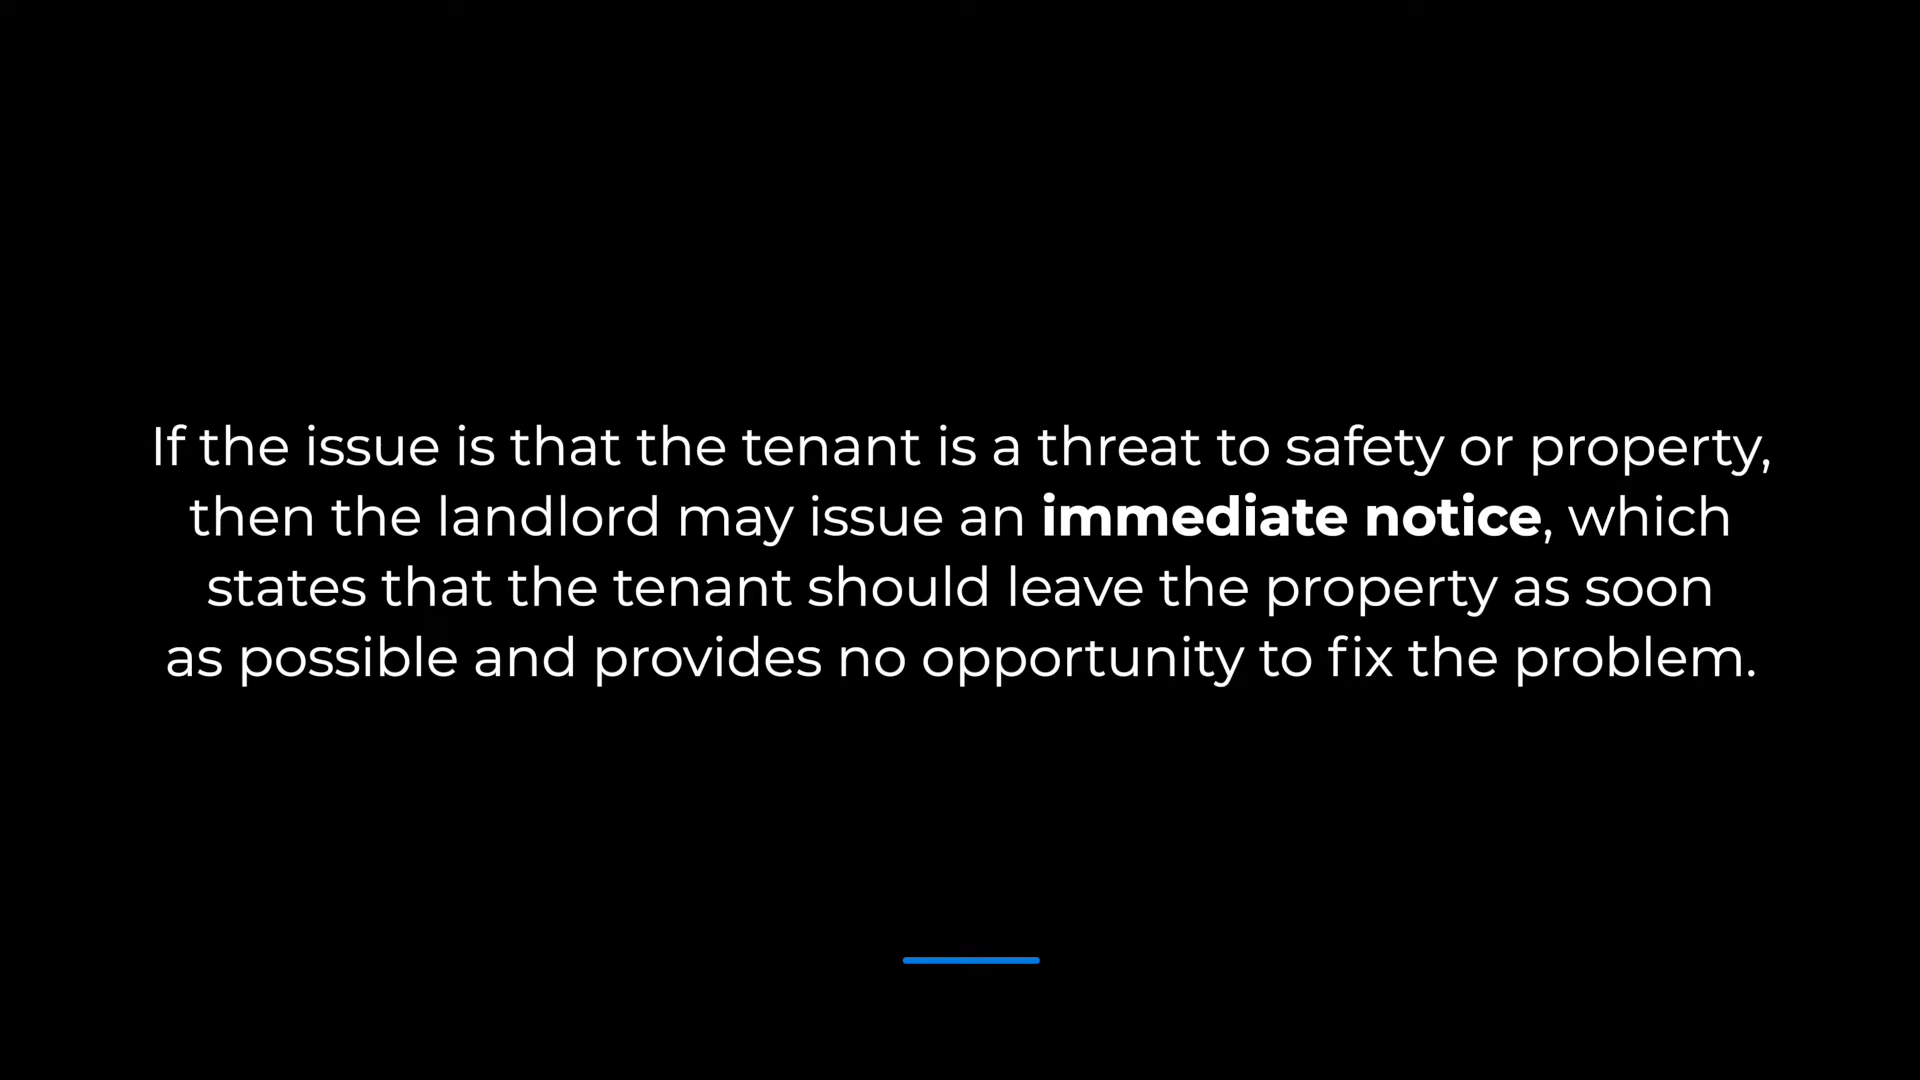 If the issue is that the tenant is a threat to safety or property,
then the landlord may issue an immediate notice, which
states that the tenant should leave the property as soon
as possible and provides no opportunity to fix the problem.